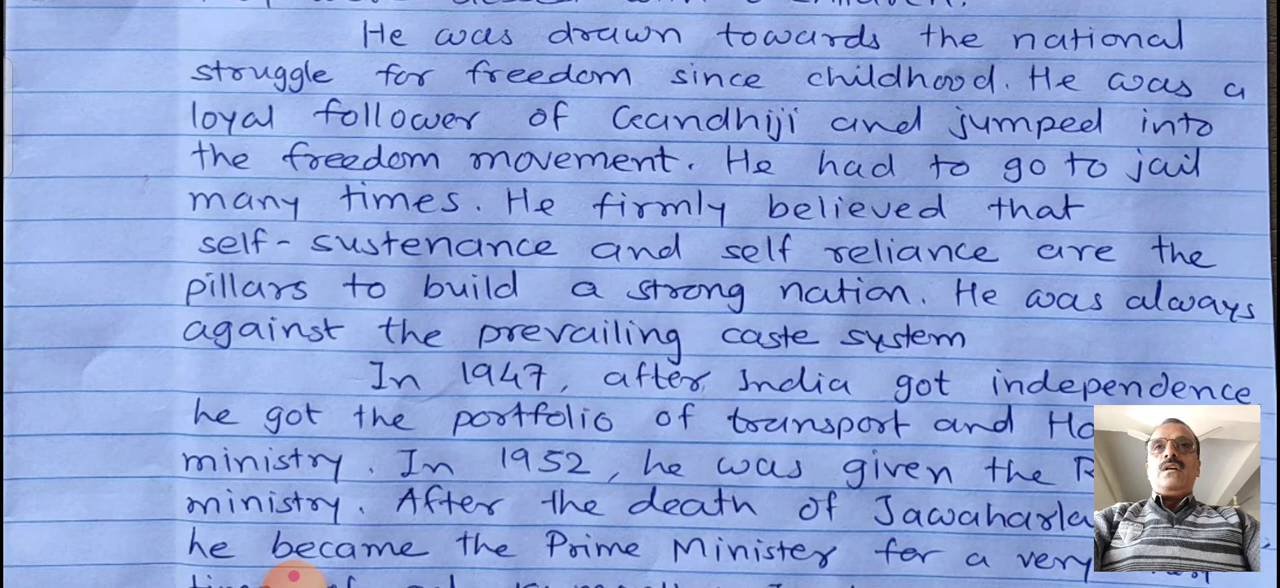 He was drawn towards the national
struggle for freedom since childhood. He was a
loyal follower of Gandhiji and jumped into
the freedom movement. He had to go to jail
many times. He firmly believed that
self-sustenance and self reliance are the
pillars to build a strong nation. He was always
against the prevailing caste system
In 1947, after India got independence
he got the portfolio of transport and
ministry. In 1952, he was given the
ministry. After the death of
he became the Prime Minister for a very